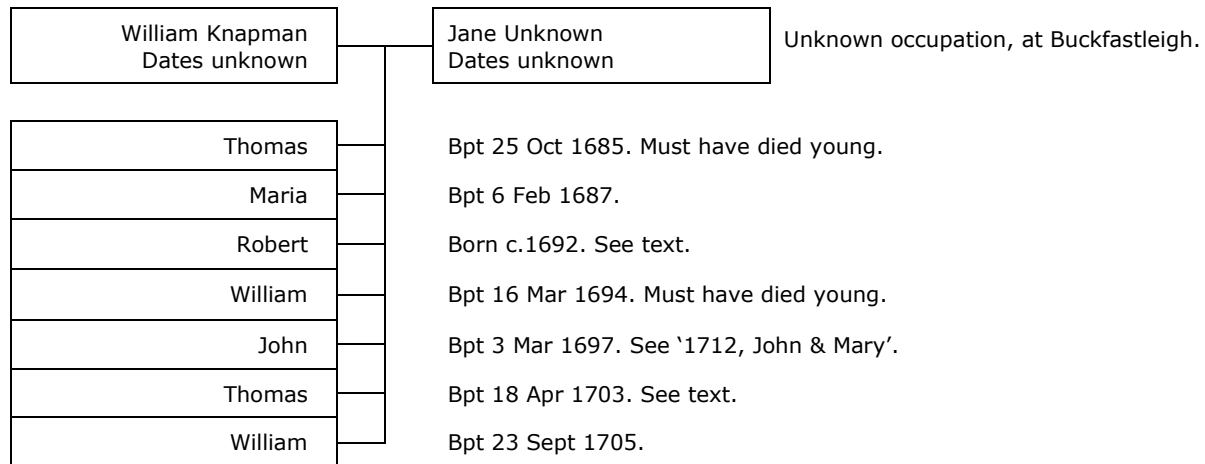 William Knapman
Dates unknown
Jane Unknown
Dates unknown
Unknown occupation, at Buckfastleigh.
Thomas Bpt 25 Oct 1685. Must have died young.
Maria Bpt 6 Feb 1687.
Robert Born c.1692. See text.
William Bpt 16 Mar 1694. Must have died young.
John Bpt 3 Mar 1697. See ‘1712, John & Mary’.
Thomas Bpt 18 Apr 1703. See text.
William Bpt 23 Sept 1705.